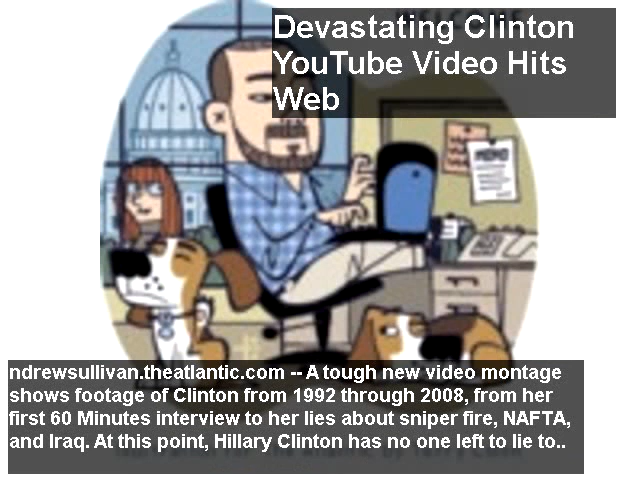 Devastating Clinton
YouTube Video Hits
Web
MEMO
ndrewsullivan.theatlantic.com -- A tough new video montage
shows footage of Clinton from 1992 through 2008, from her
first 60 Minutes interview to her lies about sniper fire, NAFTA,
and Iraq. At this point, Hillary Clinton has no one left to lie to..